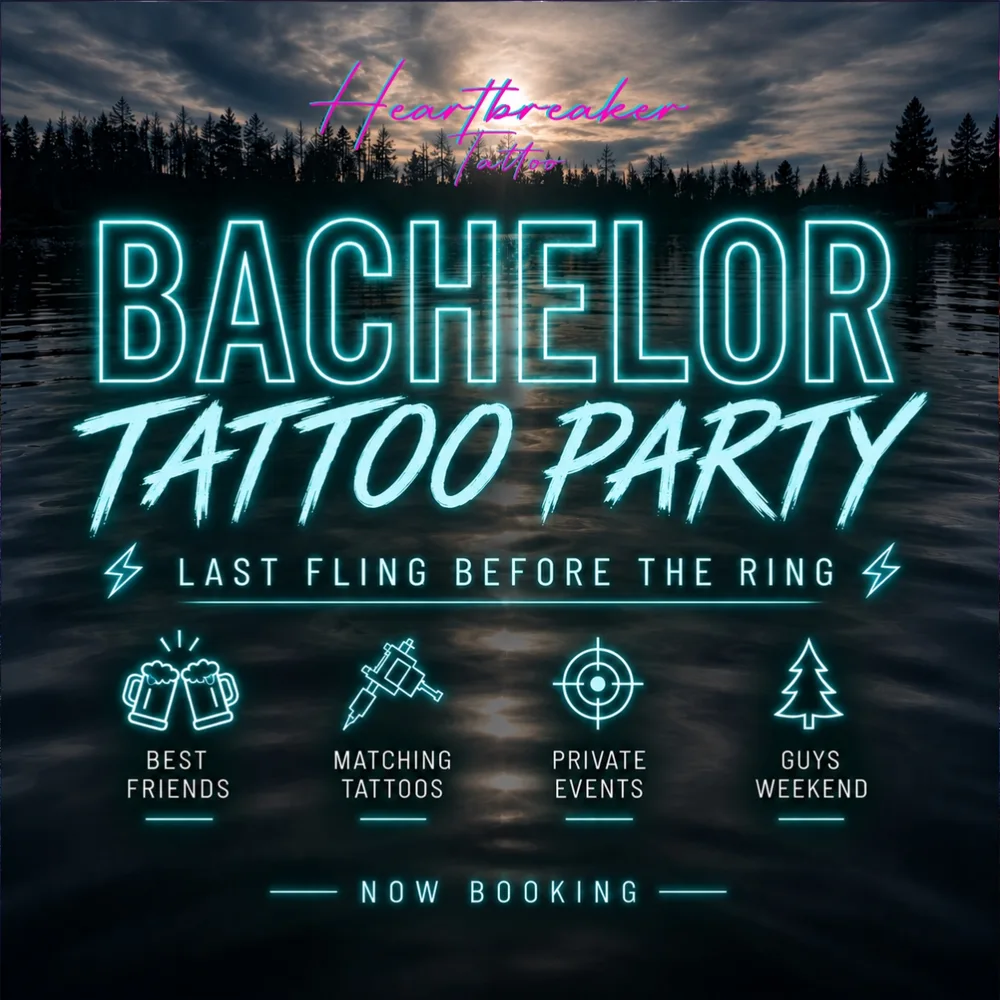 Heartbreaker
Tattoo
BACHELOR
TATTOO PARTY
LAST FLING BEFORE THE RING
BEST
FRIENDS
MATCHING
TATTOOS
PRIVATE
EVENTS
GUYS
WEEKEND
NOW BOOKING